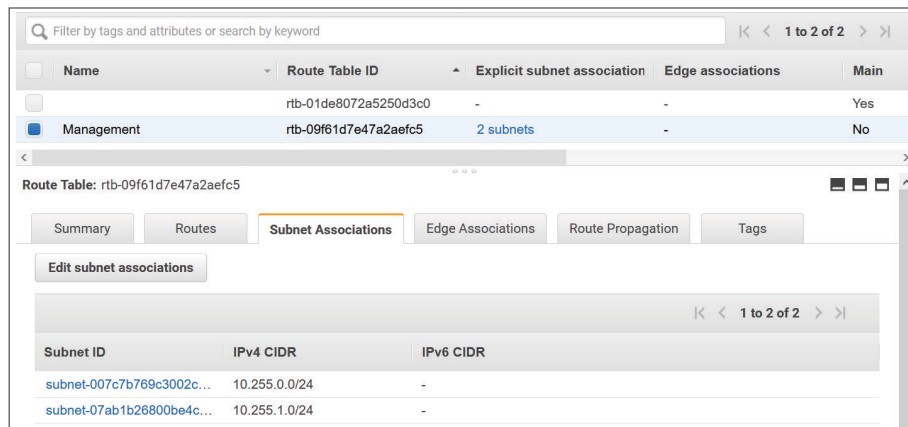 Filter by tags and attributes or search by keyword
1 to 2 of 2
Name Route Table ID Explicit subnet association Edge associations Main
rtb-01de8072a5250d3c0 - - Yes
Management rtb-09f61d7e47a2aefc5 2 subnets - No
Route Table: rtb-09f61d7e47a2aefc5
Summary Routes Subnet Associations Edge Associations Route Propagation Tags
Edit subnet associations
1 to 2 of 2
Subnet ID IPv4 CIDR IPv6 CIDR
subnet-007c7b769c3002c... 10.255.0.0/24 -
subnet-07ab1b26800be4c... 10.255.1.0/24 -